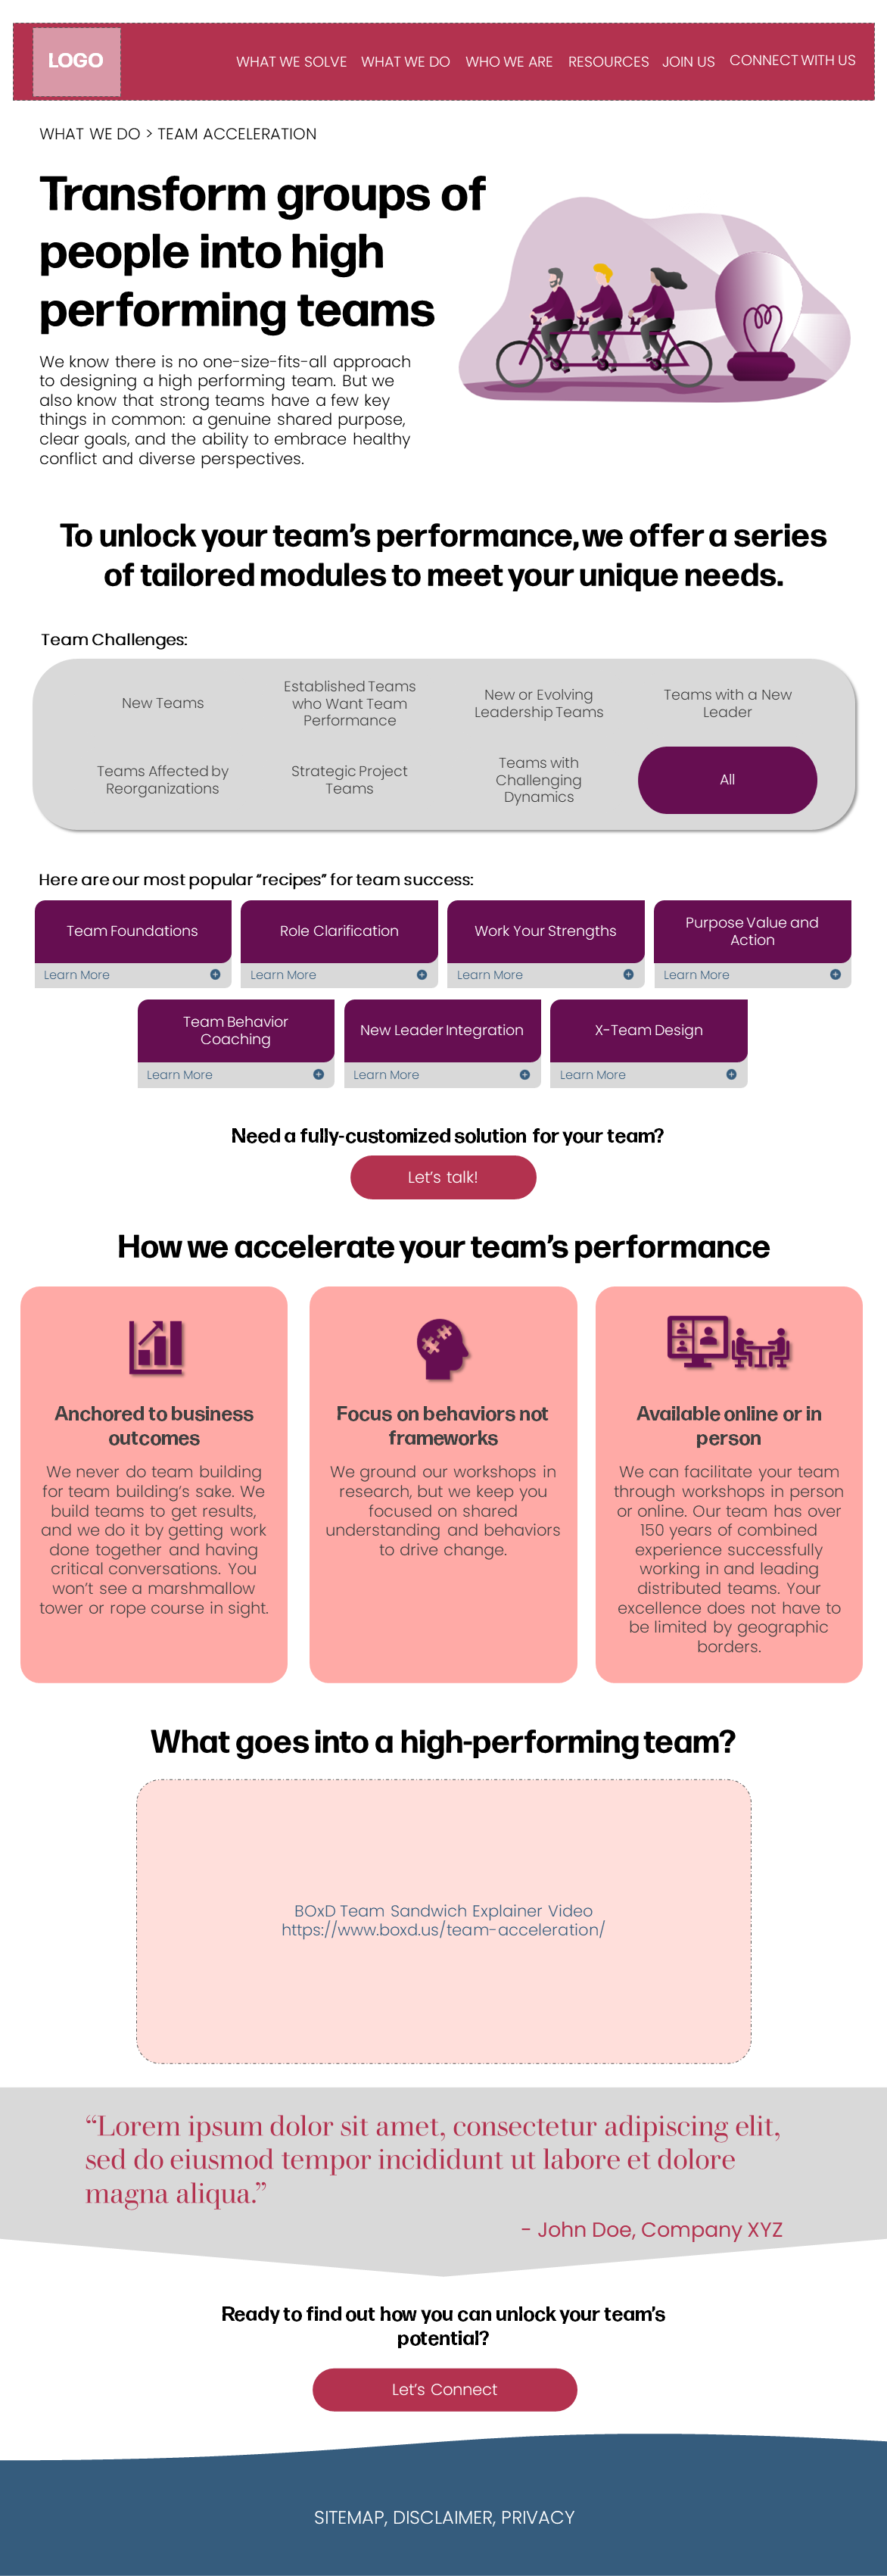 LOGO
WHAT WE SOLVE WHAT WE DO WHO WE ARE RESOURCES JOIN US CONNECT WITH US
WHAT WE DO > TEAM ACCELERATION
Transform groups of
people into high
performing teams
We know there is no one-size-fits-all approach
to designing a high performing team. But we
also know that strong teams have a few key
things in common: a genuine shared purpose,
clear goals, and the ability to embrace healthy
conflict and diverse perspectives.
To unlock your team’s performance, we offer a series
of tailored modules to meet your unique needs.
Team Challenges:
New Teams
Established Teams
who Want Team
Performance
New or Evolving
Leadership Teams
Teams with a New
Leader
Teams Affected by
Reorganizations
Strategic Project
Teams
Teams with
Challenging
Dynamics
All
Here are our most popular “recipes” for team success:
Team Foundations
Learn More
Role Clarification
Learn More
Work Your Strengths
Learn More
Purpose Value and
Action
Learn More
Team Behavior
Coaching
Learn More
New Leader Integration
Learn More
X-Team Design
Learn More
Need a fully-customized solution for your team?
Let’s talk!
How we accelerate your team’s performance
Anchored to business
outcomes
We never do team building
for team building’s sake. We
build teams to get results,
and we do it by getting work
done together and having
critical conversations. You
won’t see a marshmallow
tower or rope course in sight.
Focus on behaviors not
frameworks
We ground our workshops in
research, but we keep you
focused on shared
understanding and behaviors
to drive change.
Available online or in
person
We can facilitate your team
through workshops in person
or online. Our team has over
150 years of combined
experience successfully
working in and leading
distributed teams. Your
excellence does not have to
be limited by geographic
borders.
What goes into a high-performing team?
BOxD Team Sandwich Explainer Video
https://www.boxd.us/team-acceleration/
“Lorem ipsum dolor sit amet, consectetur adipiscing elit,
sed do eiusmod tempor incididunt ut labore et dolore
magna aliqua.”
- John Doe, Company XYZ
Ready to find out how you can unlock your team’s
potential?
Let’s Connect
SITEMAP, DISCLAIMER, PRIVACY